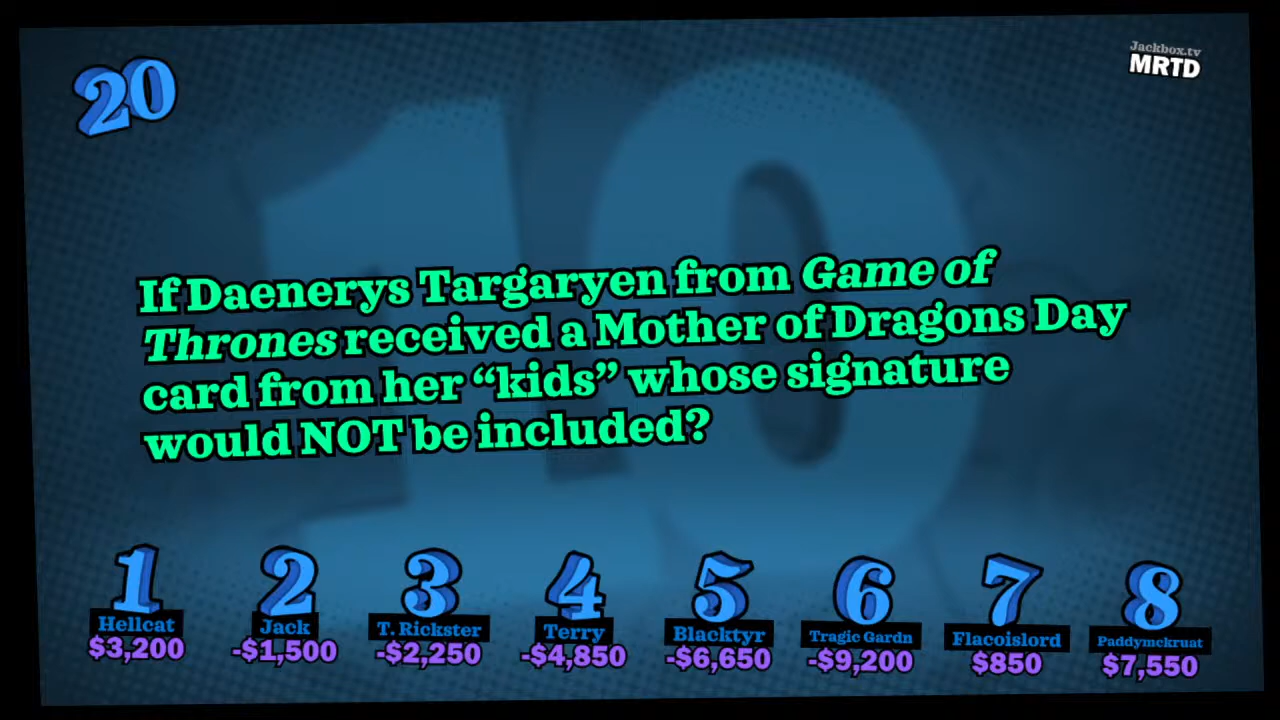 20
Jackbox.tv
MRTD
If Daenerys Targaryen from Game of
Thrones received a Mother of Dragons Day
card from her “kids” whose signature
would NOT be included?
10
1 2 3 4 5 6 7 8
Hellcat Jack T. Rickster Terry Blacktyr Tragic Gardn Flacoislord Paddymckruat
$3,200 -$1,500 -$2,250 -$4,850 -$6,650 -$9,200 $850 $7,550